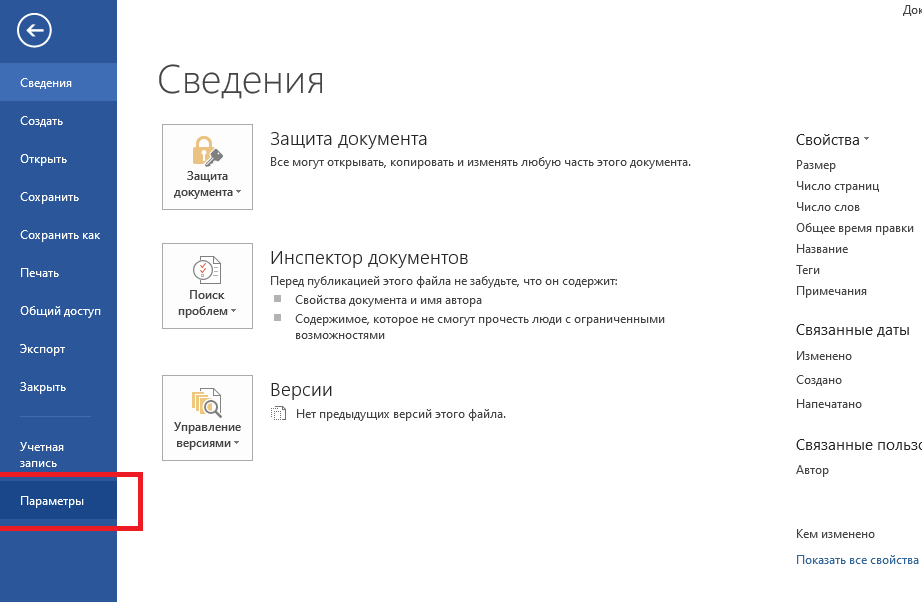 Сведения
Создать
Открыть
Сохранить
Сохранить как
Печать
Общий доступ
Экспорт
Закрыть
Учетная
запись
Параметры
Сведения
Защита
документа
Защита документа
Все могут открывать, копировать и изменять любую часть этого документа.
Поиск
проблем
Инспектор документов
Перед публикацией этого файла не забудьте, что он содержит:
Свойства документа и имя автора
Содержимое, которое не смогут прочесть люди с ограниченными
возможностями
Управление
версиями
Версии
Нет предыдущих версий этого файла.
Док
Свойства
Размер
Число страниц
Число слов
Общее время правки
Название
Теги
Примечания
Связанные даты
Изменено
Создано
Напечатано
Связанные пользо
Автор
Кем изменено
Показать все свойства